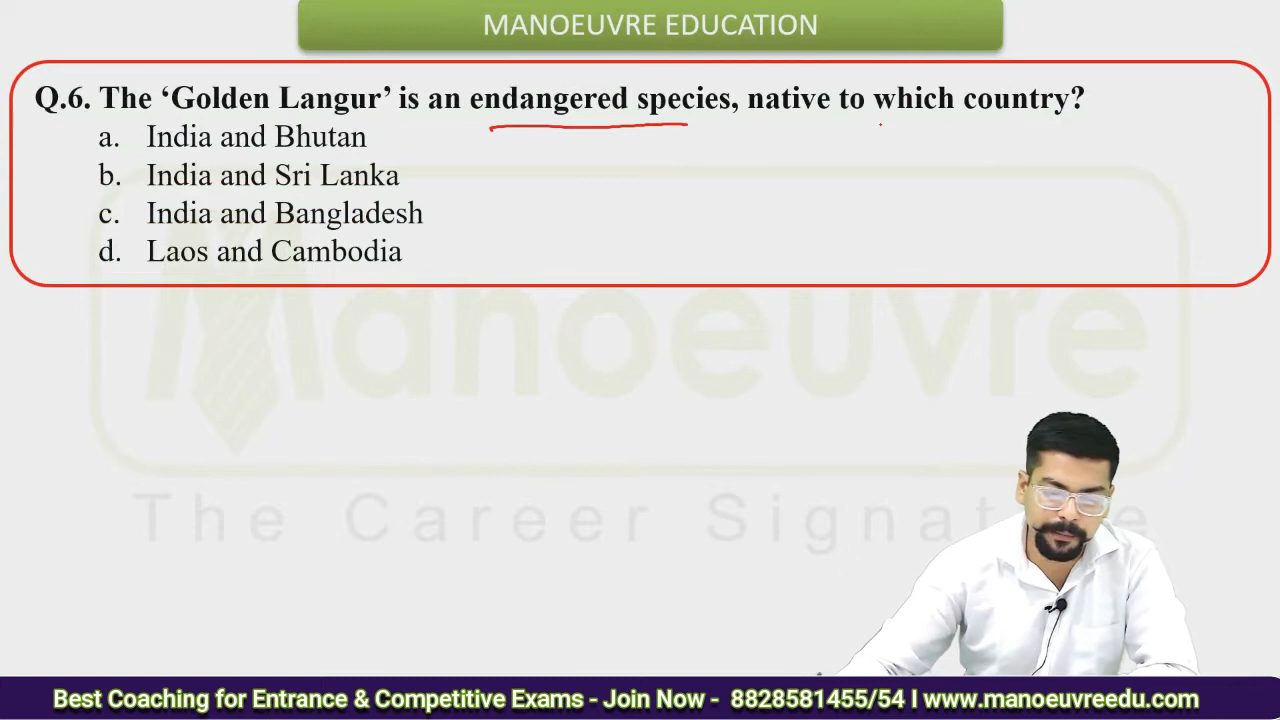 MANOEUVRE EDUCATION
Q.6. The ‘Golden Langur’ is an endangered species, native to which country?
a. India and Bhutan
b. India and Sri Lanka
c. India and Bangladesh
d. Laos and Cambodia
Manoeuvre
The Career Signature
Best Coaching for Entrance & Competitive Exams - Join Now - 8828581455/54 I www.manoeuvreedu.com